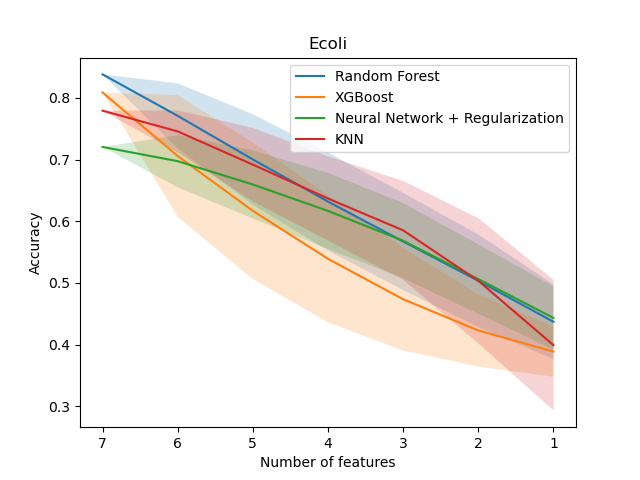 Ecoli
Random Forest
XGBoost
Neural Network + Regularization
KNN
Accuracy
0.8
0.7
0.6
0.5
0.4
0.3
7 6 5 4 3 2 1
Number of features